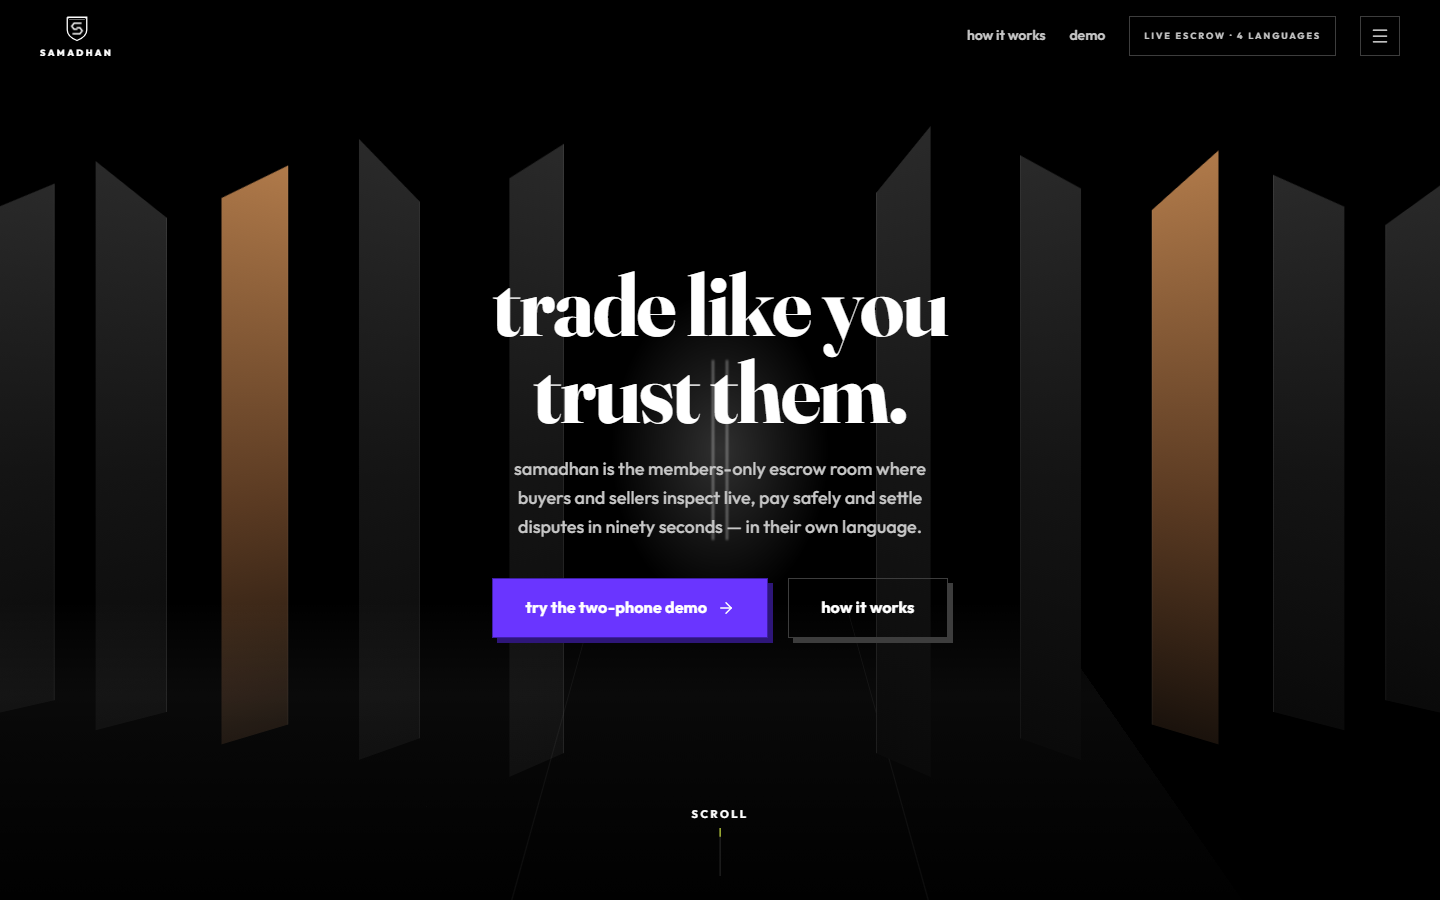 SAMADHAN
how it works
demo
LIVE ESCROW · 4 LANGUAGES
trade like you
trust them.
samadhan is the members-only escrow room where
buyers and sellers inspect live, pay safely and settle
disputes in ninety seconds — in their own language.
try the two-phone demo →
how it works
SCROLL